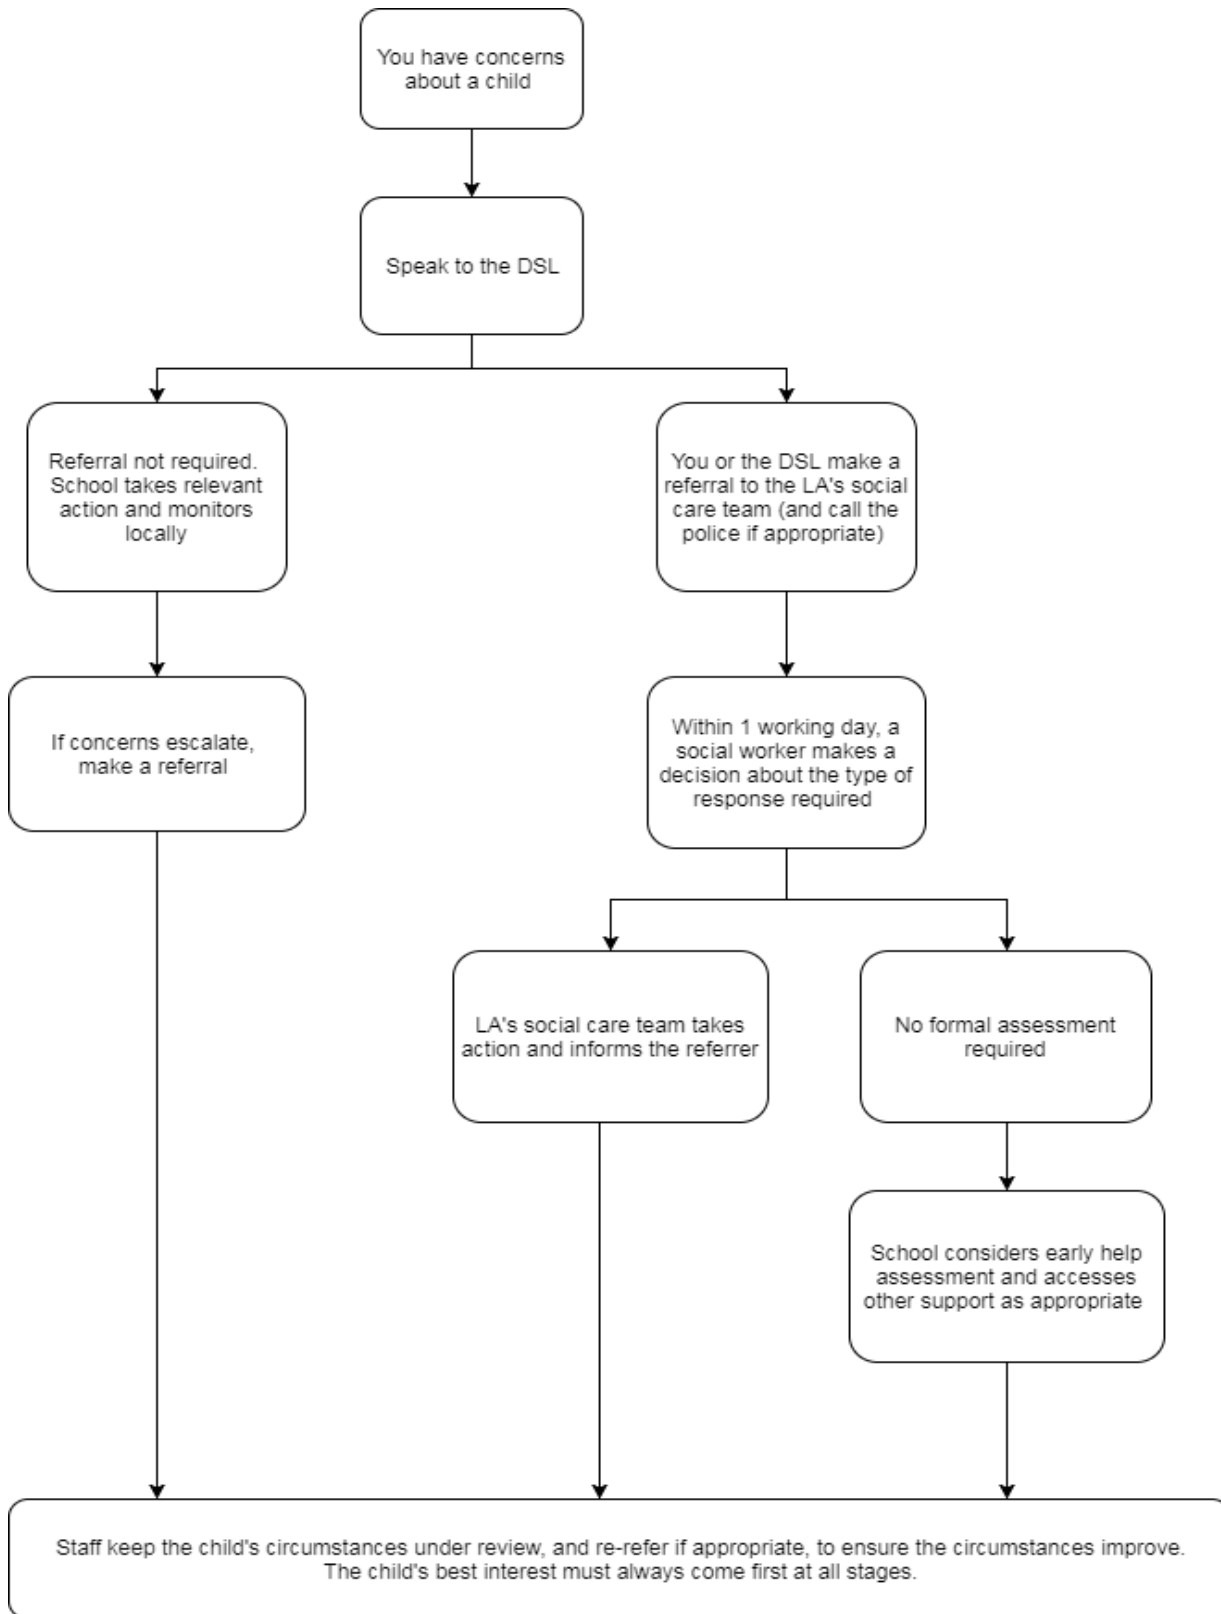 You have concerns
about a child
Speak to the DSL
Referral not required.
School takes relevant
action and monitors
locally
You or the DSL make a
referral to the LA's social
care team (and call the
police if appropriate)
If concerns escalate,
make a referral
Within 1 working day, a
social worker makes a
decision about the type of
response required
LA's social care team takes
action and informs the referrer
No formal assessment
required
School considers early help
assessment and accesses
other support as appropriate
Staff keep the child's circumstances under review, and re-refer if appropriate, to ensure the circumstances improve.
The child's best interest must always come first at all stages.